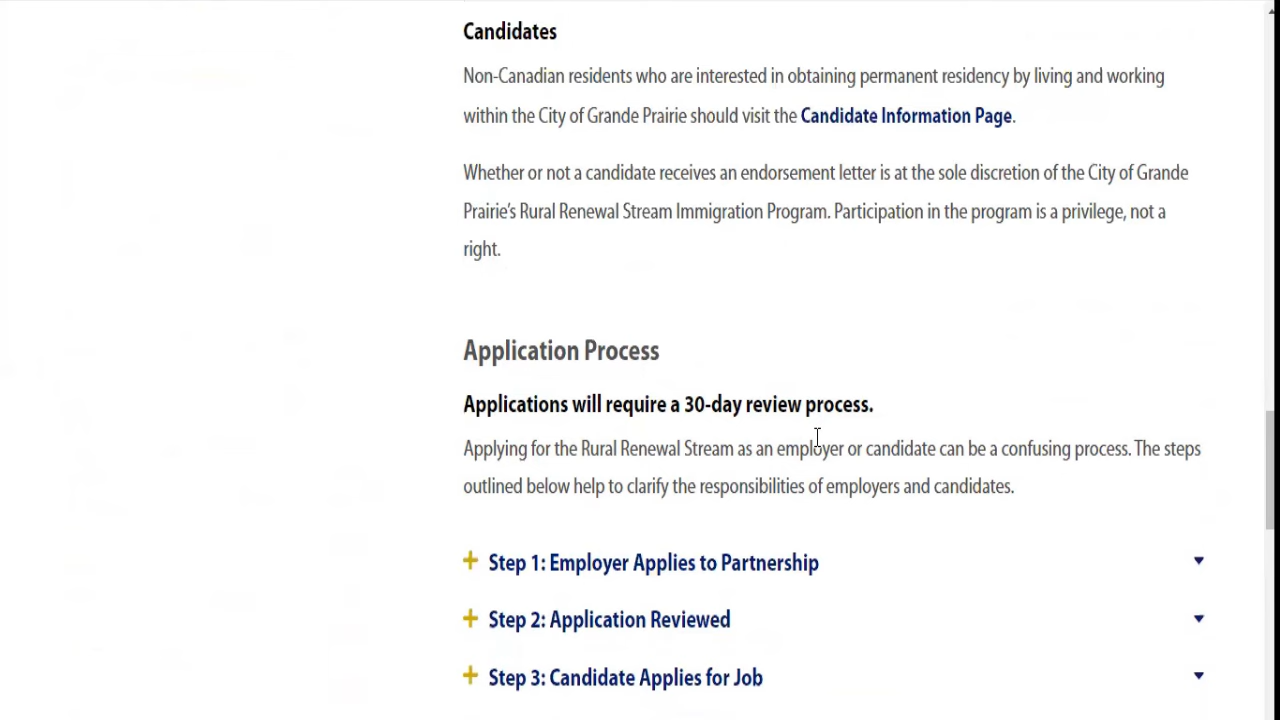 Candidates
Non-Canadian residents who are interested in obtaining permanent residency by living and working
within the City of Grande Prairie should visit the Candidate Information Page.
Whether or not a candidate receives an endorsement letter is at the sole discretion of the City of Grande
Prairie's Rural Renewal Stream Immigration Program. Participation in the program is a privilege, not a
right.
Application Process
Applications will require a 30-day review process.
Applying for the Rural Renewal Stream as an employer or candidate can be a confusing process. The steps
outlined below help to clarify the responsibilities of employers and candidates.
+ Step 1: Employer Applies to Partnership
+ Step 2: Application Reviewed
+ Step 3: Candidate Applies for Job